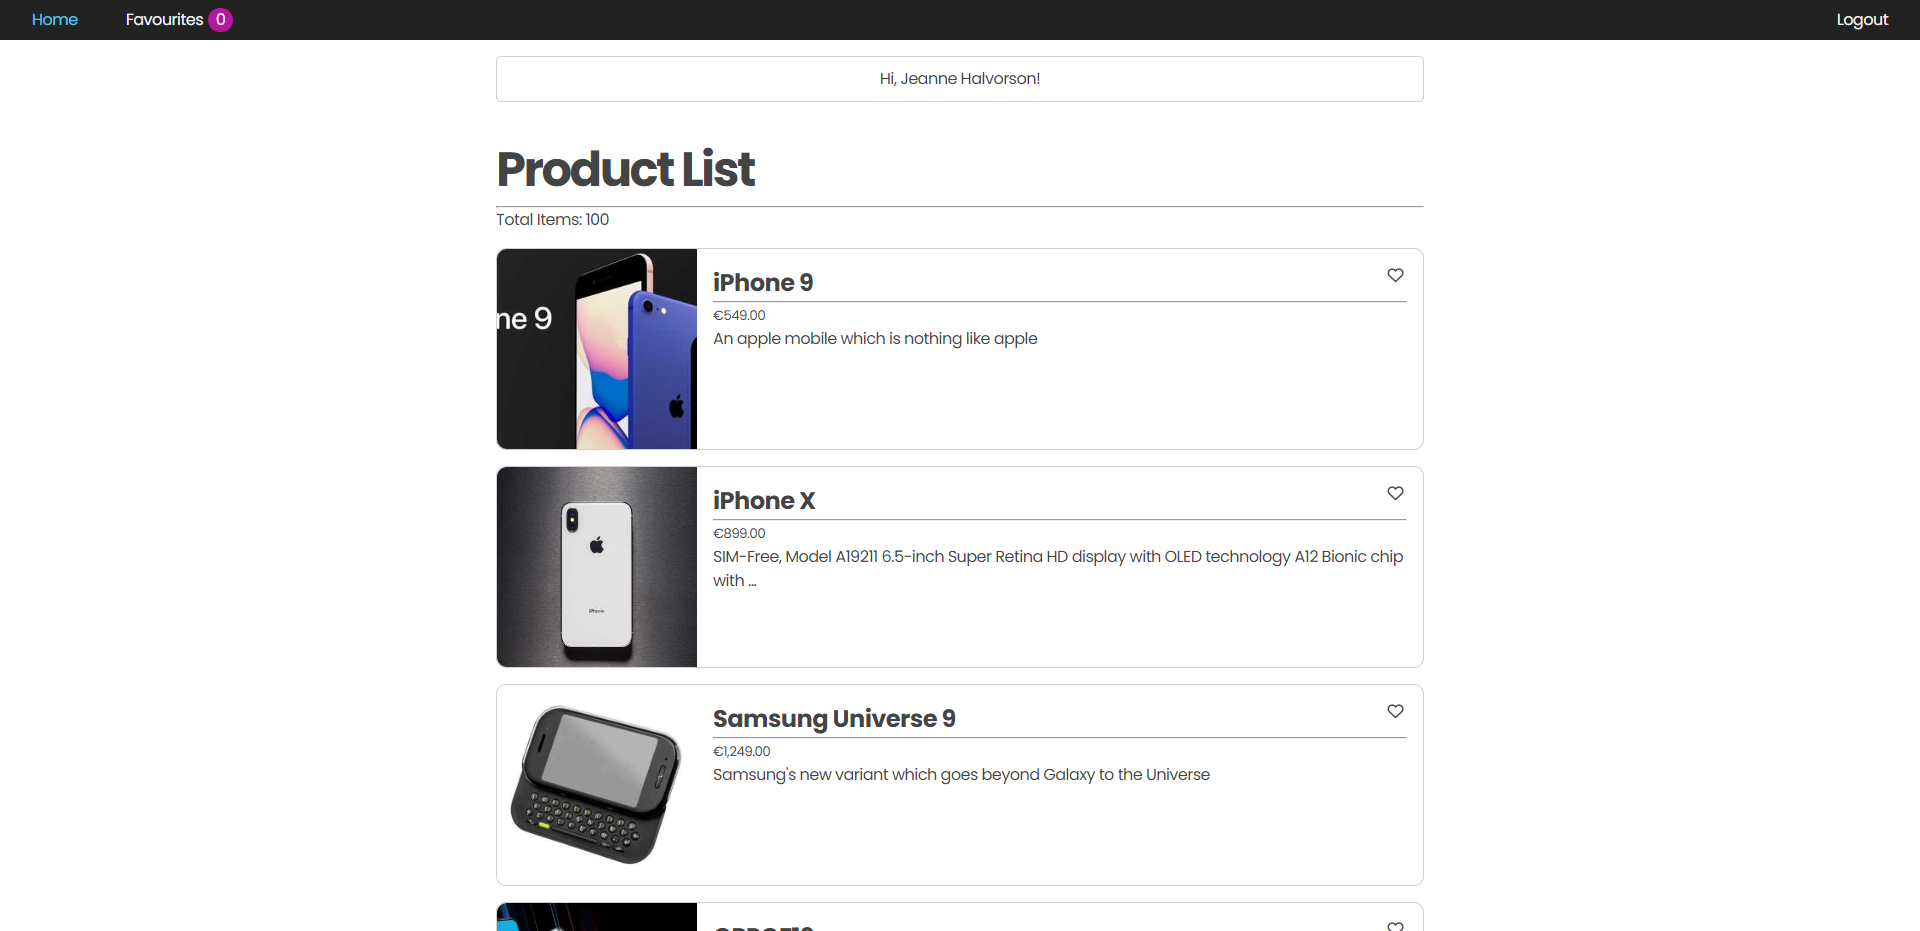 Home
Favourites 0
Logout
Hi, Jeanne Halvorson!
Product List
Total Items: 100
ne 9
iPhone 9
€549.00
An apple mobile which is nothing like apple
iPhone
iPhone X
€899.00
SIM-Free, Model A19211 6.5-inch Super Retina HD display with OLED technology A12 Bionic chip
with ...
Samsung Universe 9
€1,249.00
Samsung's new variant which goes beyond Galaxy to the Universe